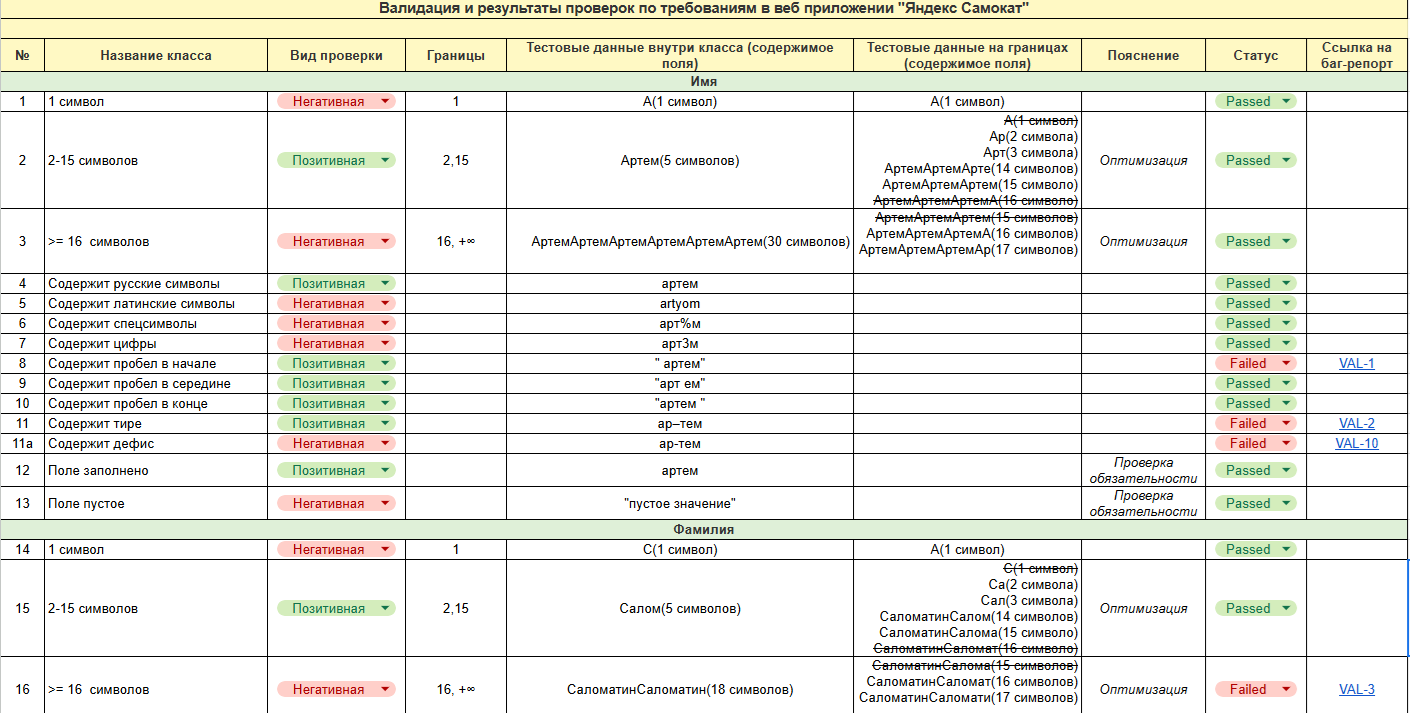 Валидация и результаты проверок по требованиям в веб приложении "Яндекс Самокат"
№ Название класса Вид проверки Границы Тестовые данные внутри класса (содержимое поля) Тестовые данные на границах (содержимое поля) Пояснение Статус Ссылка на баг-репорт
Имя
1 1 символ Негативная 1 А(1 символ) А(1 символ) Passed
2 2-15 символов Позитивная 2,15 Артем(5 символов) А(1 символ) Оптимизация Passed
Ар(2 символа)
Арт(3 символа)
АртемАртемАрте(14 символов)
АртемАртемАртем(15 символо)
АртемАртемАртемА(16 символо)
3 >= 16 символов Негативная 16, +∞ АртемАртемАртемАртемАртемАртем(30 символов) АртемАртемАртем(15 символов) Оптимизация Passed
АртемАртемАртемА(16 символов)
АртемАртемАртемАр(17 символов)
4 Содержит русские символы Позитивная артем Passed
5 Содержит латинские символы Негативная artyom Passed
6 Содержит спецсимволы Негативная арт%м Passed
7 Содержит цифры Негативная арт3м Passed
8 Содержит пробел в начале Позитивная " артем" Failed VAL-1
9 Содержит пробел в середине Позитивная "арт ем" Passed
10 Содержит пробел в конце Позитивная "артем " Passed
11 Содержит тире Позитивная ар–тем Failed VAL-2
11а Содержит дефис Негативная ар-тем Failed VAL-10
12 Поле заполнено Позитивная артем Проверка обязательности Passed
13 Поле пустое Негативная "пустое значение" Проверка обязательности Passed
Фамилия
14 1 символ Негативная 1 С(1 символ) А(1 символ) Passed
15 2-15 символов Позитивная 2,15 Салом(5 символов) С(1 символ) Оптимизация Passed
Са(2 символа)
Сал(3 символа)
СаломатинСалом(14 символов)
СаломатинСалома(15 символо)
СаломатинСаломат(16 символо)
16 >= 16 символов Негативная 16, +∞ СаломатинСаломатин(18 символов) СаломатинСалома(15 символов) Оптимизация Failed VAL-3
СаломатинСаломат(16 символов)
СаломатинСаломати(17 символов)